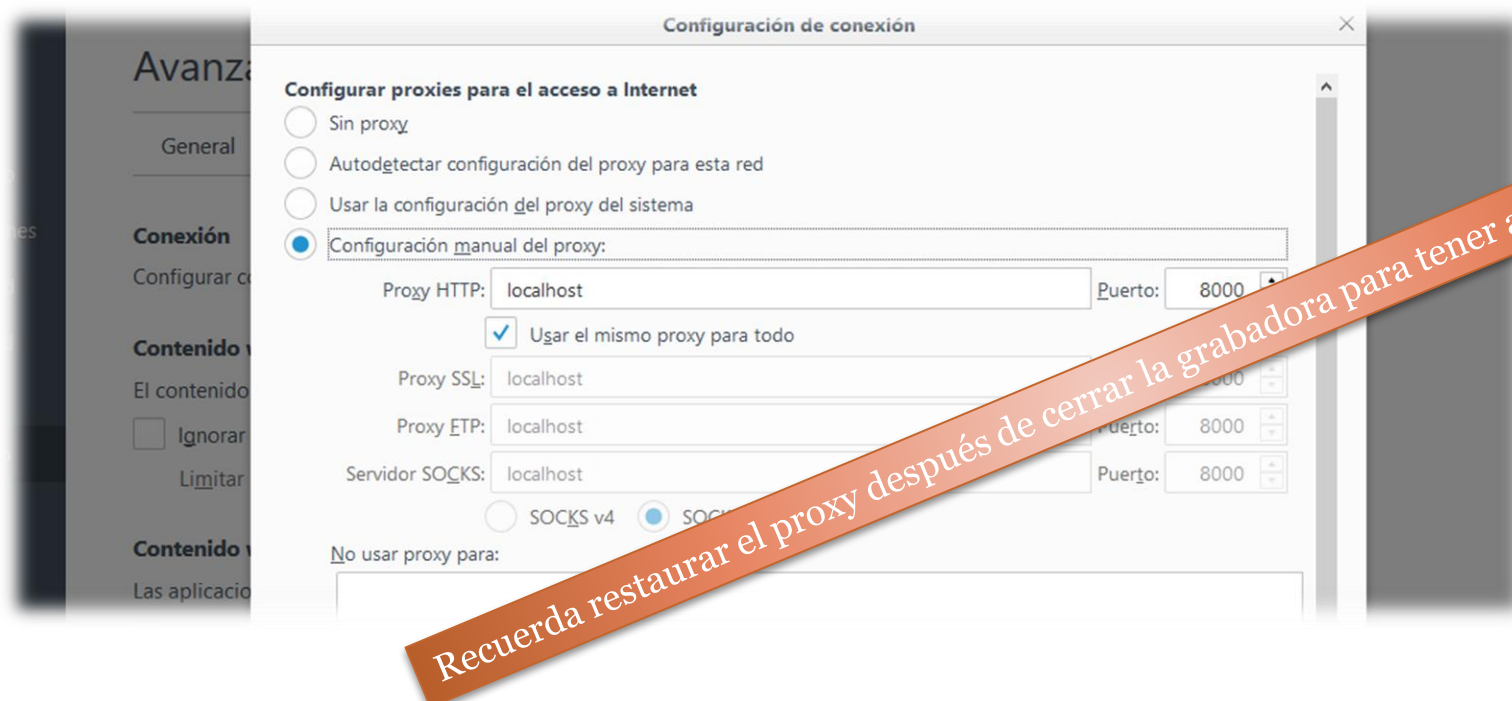 Configuración de conexión
Avanza
Configurar proxies para el acceso a Internet
Sin proxy
General
Autodetectar configuración del proxy para esta red
Usar la configuración del proxy del sistema
Conexión
Configuración manual del proxy:
Configurar co
Proxy HTTP: localhost Puerto: 8000
Usar el mismo proxy para todo
Contenido
Proxy SSL: localhost
El contenido
Proxy FTP: localhost Puerto: 8000
Ignorar
Servidor SOCKS: localhost Puerto: 8000
Limitar
SOCKS v4
No usar proxy para:
Contenido
Las aplicacio
Recuerda restaurar el proxy después de cerrar la grabadora para tener a